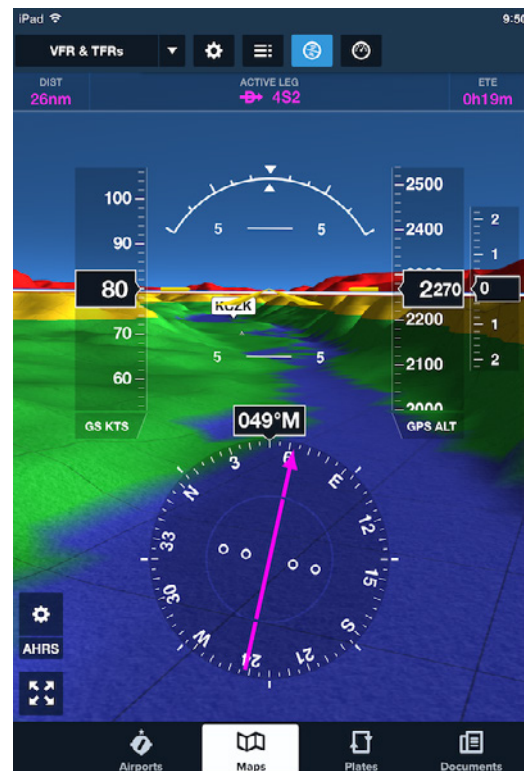 iPad 9:50
VFR & TFRs
DIST ACTIVE LEG ETE
26nm D 4S2 0h19m
100 2500
5 5 2400 2
90 1
80 2270 0
KCZK
70 2200 1
5 5 2100 2
60
2000
GS KTS 049°M GPS ALT
N 3 6 E 12 15 S 21 24 W 30 33
AHRS
Airports Maps Plates Documents